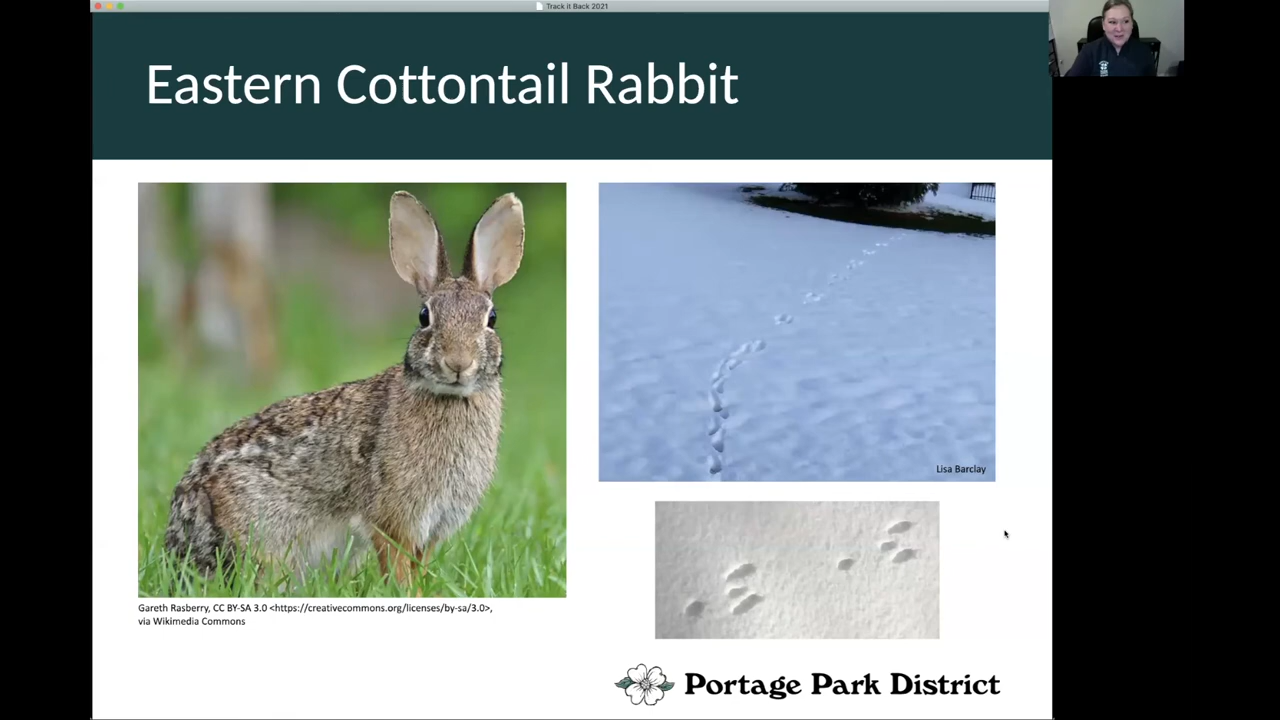 Track it Back 2021
Eastern Cottontail Rabbit
Lisa Barclay
Gareth Rasberry, CC BY-SA 3.0 <https://creativecommons.org/licenses/by-sa/3.0>,
via Wikimedia Commons
Portage Park District